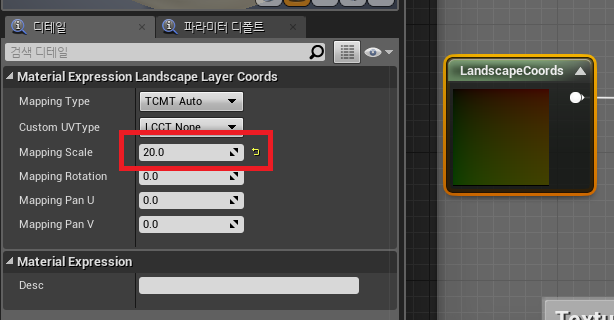 디테일
파라미터 디폴트
검색 디테일
Material Expression Landscape Layer Coords
Mapping Type
TCMT Auto
Custom UVType
LCCT None
Mapping Scale
20.0
Mapping Rotation
0.0
Mapping Pan U
0.0
Mapping Pan V
0.0
Material Expression
Desc
LandscapeCoords